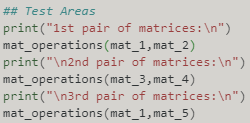 ## Test Areas
print("1st pair of matrices:\n")
mat_operations(mat_1,mat_2)
print("\n2nd pair of matrices:\n")
mat_operations(mat_3,mat_4)
print("\n3rd pair of matrices:\n")
mat_operations(mat_1,mat_5)